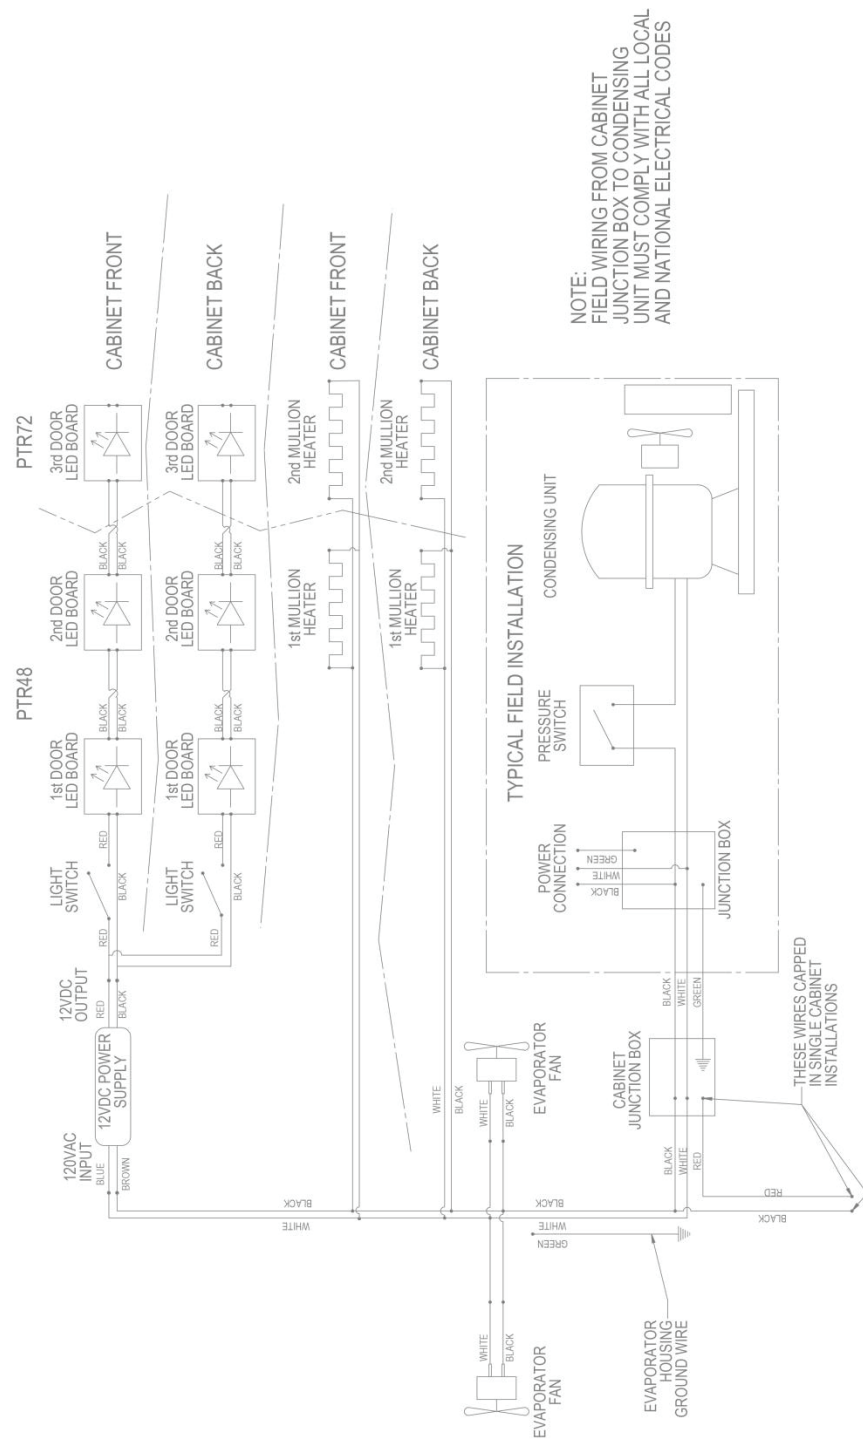 PTR48
PTR72
120VAC
INPUT
BLUE
BROWN
12VDC POWER
SUPPLY
12VDC
OUTPUT
RED
BLACK
LIGHT
SWITCH
RED
RED
BLACK
1st DOOR
LED BOARD
BLACK
BLACK
2nd DOOR
LED BOARD
BLACK
BLACK
3rd DOOR
LED BOARD
CABINET FRONT
RED
LIGHT
SWITCH
RED
BLACK
1st DOOR
LED BOARD
BLACK
BLACK
2nd DOOR
LED BOARD
BLACK
BLACK
3rd DOOR
LED BOARD
CABINET BACK
WHITE
BLACK
1st MULLION
HEATER
2nd MULLION
HEATER
CABINET FRONT
1st MULLION
HEATER
2nd MULLION
HEATER
CABINET BACK
WHITE
BLACK
WHITE
BLACK
EVAPORATOR
FAN
WHITE
BLACK
EVAPORATOR
FAN
GREEN
WHITE
BLACK
EVAPORATOR
HOUSING
GROUND WIRE
CABINET
JUNCTION BOX
BLACK
WHITE
RED
BLACK
WHITE
GREEN
RED
BLACK
THESE WIRES CAPPED
IN SINGLE CABINET
INSTALLATIONS
TYPICAL FIELD INSTALLATION
POWER
CONNECTION
BLACK
WHITE
GREEN
JUNCTION BOX
PRESSURE
SWITCH
CONDENSING UNIT
NOTE:
FIELD WIRING FROM CABINET
JUNCTION BOX TO CONDENSING
UNIT MUST COMPLY WITH ALL LOCAL
AND NATIONAL ELECTRICAL CODES